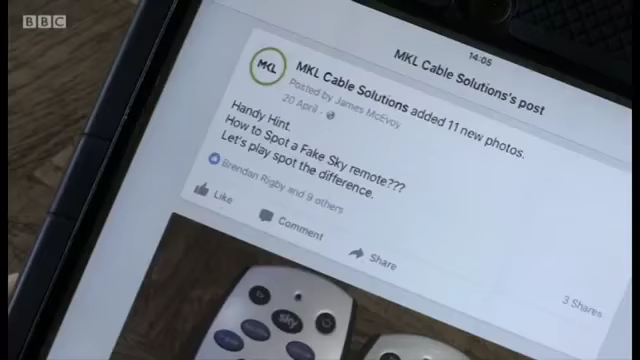 BBC
14:05
MKL Cable Solutions's post
MKL
MKL Cable Solutions added 11 new photos.
Posted by James McEvoy
20 April
Handy Hint.
How to Spot a Fake Sky remote???
Let's play spot the difference.
Brendan Rigby and 9 others
Like
Comment
Share
3 Shares
tv
sky